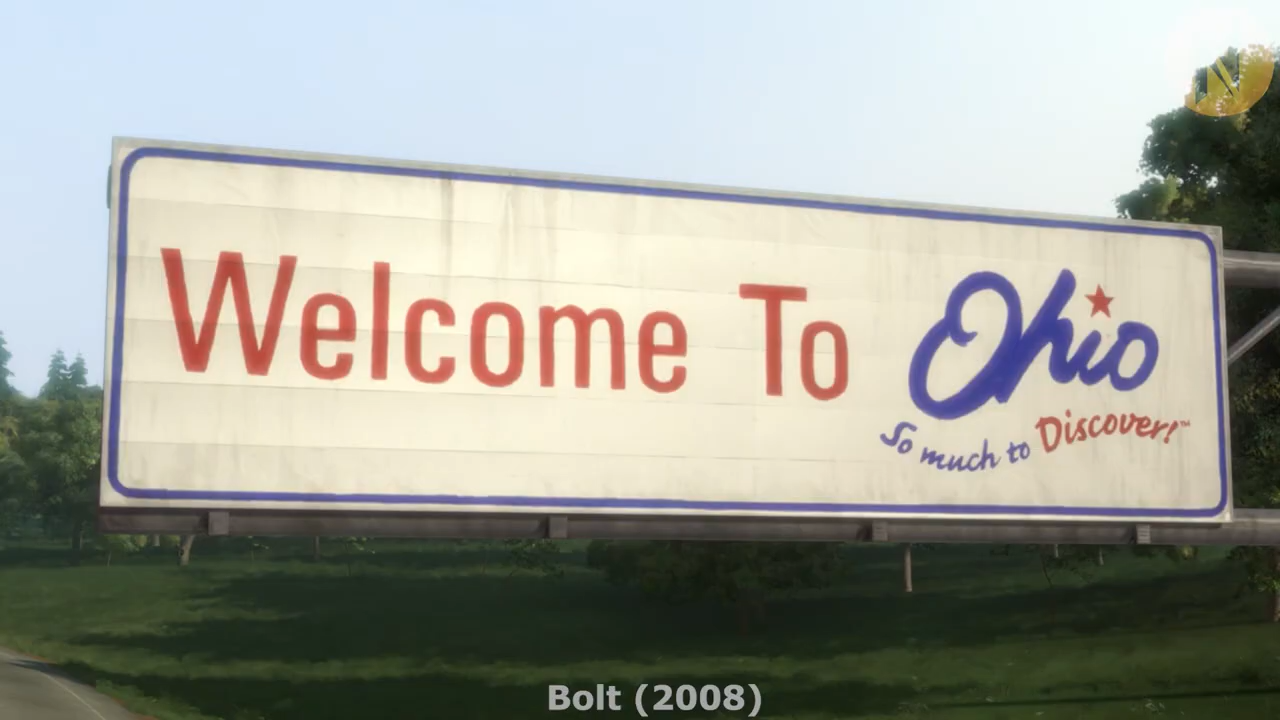 Welcome To Ohio
So much to Discover!™
Bolt (2008)